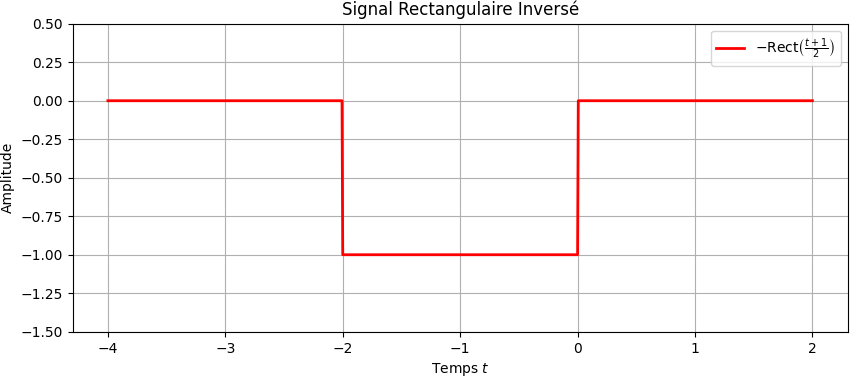 Signal Rectangulaire Inversé
−Rect(\frac{t+1}{2})
0.50
0.25
0.00
−0.25
−0.50
−0.75
−1.00
−1.25
−1.50
Amplitude
−4 −3 −2 −1 0 1 2
Temps t